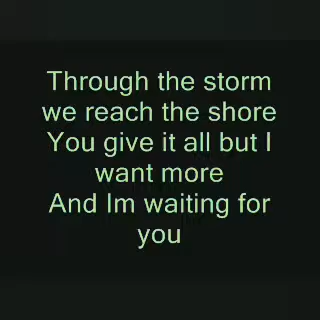 Through the storm
we reach the shore
You give it all but I
want more
And Im waiting for
you